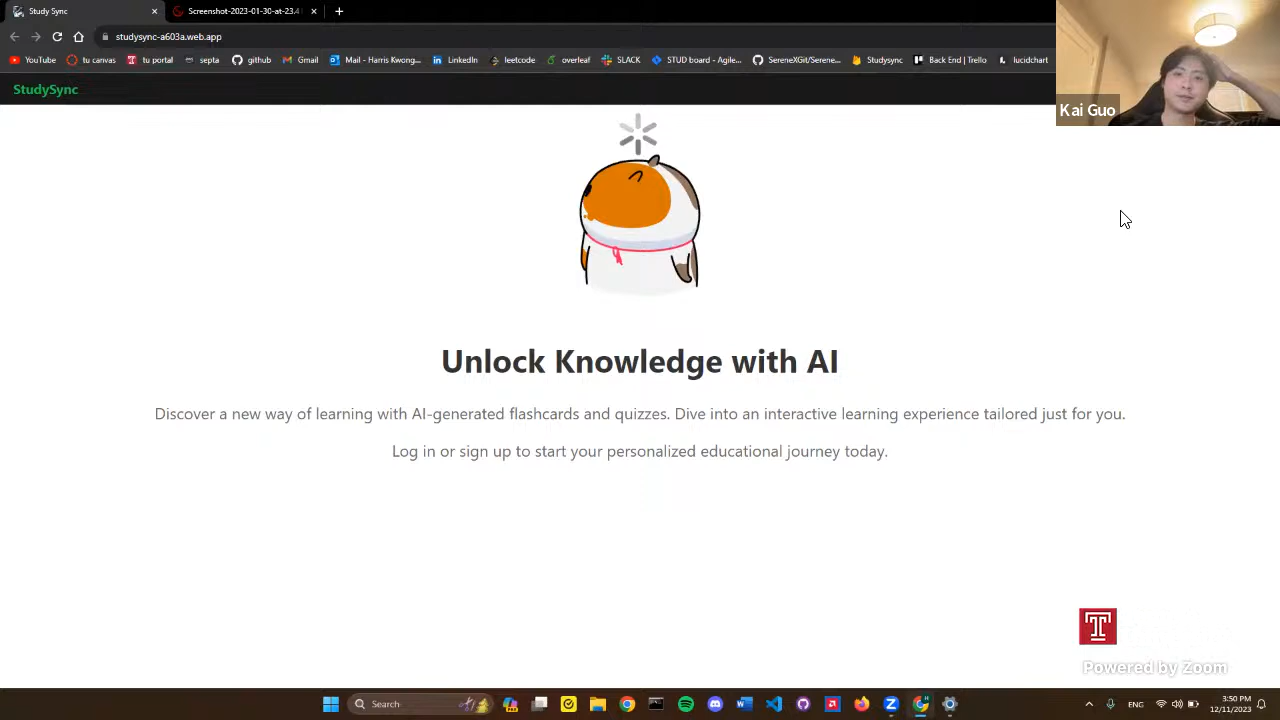 Study Sync
Screenshot-2023-01-30-at-23.4
studysync-a603a.web.app
YouTube
tu canvas
tu portal
septa
github
Gmail
Mail - Harris Kwong...
LinkedIn
leetcode
overleaf
SLACK
STUD board - Agile...
SereneXGit/Serene...
Studysync
Back End | Trello
lucidchart
Kai Guo
StudySync
Unlock Knowledge with AI
Discover a new way of learning with AI-generated flashcards and quizzes. Dive into an interactive learning experience tailored just for you.
Log in or sign up to start your personalized educational journey today.
T
Powered by Zoom
Search
ENG
3:50 PM
12/11/2023